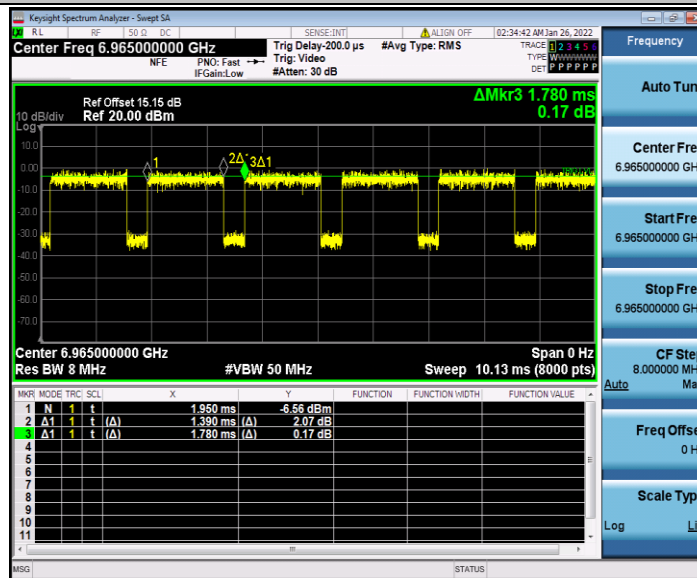 Keysight Spectrum Analyzer - Swept SA
RL RF 50 Ω DC SENSE:INT ALIGN OFF 02:34:42 AM Jan 26, 2022
Center Freq 6.965000000 GHz
NFE PNO: Fast IFGain:Low
Trig Delay-200.0 µs #Avg Type: RMS
Trig: Video
#Atten: 30 dB
TRACE 1 2 3 4 5 6
TYPE WWWWWW
DET P P P P P P
Frequency
Ref Offset 15.15 dB
10 dB/div Ref 20.00 dBm
Log
ΔMkr3 1.780 ms
0.17 dB
10.0
0.00
-10.0
-20.0
-30.0
-40.0
-50.0
-60.0
-70.0
1 2Δ1 3Δ1
Center 6.965000000 GHz Span 0 Hz
Res BW 8 MHz #VBW 50 MHz Sweep 10.13 ms (8000 pts)
MKR MODE TRC SCL X Y FUNCTION FUNCTION WIDTH FUNCTION VALUE
1 N 1 t 1.950 ms -6.56 dBm
2 Δ1 1 t (Δ) 1.390 ms (Δ) 2.07 dB
3 Δ1 1 t (Δ) 1.780 ms (Δ) 0.17 dB
4
5
6
7
8
9
10
11
MSG STATUS
Auto Tun
Center Fre
6.965000000 GH
Start Fre
6.965000000 GH
Stop Fre
6.965000000 GH
CF Ste
8.000000 MH
Auto Ma
Freq Offse
0 H
Scale Typ
Log Li